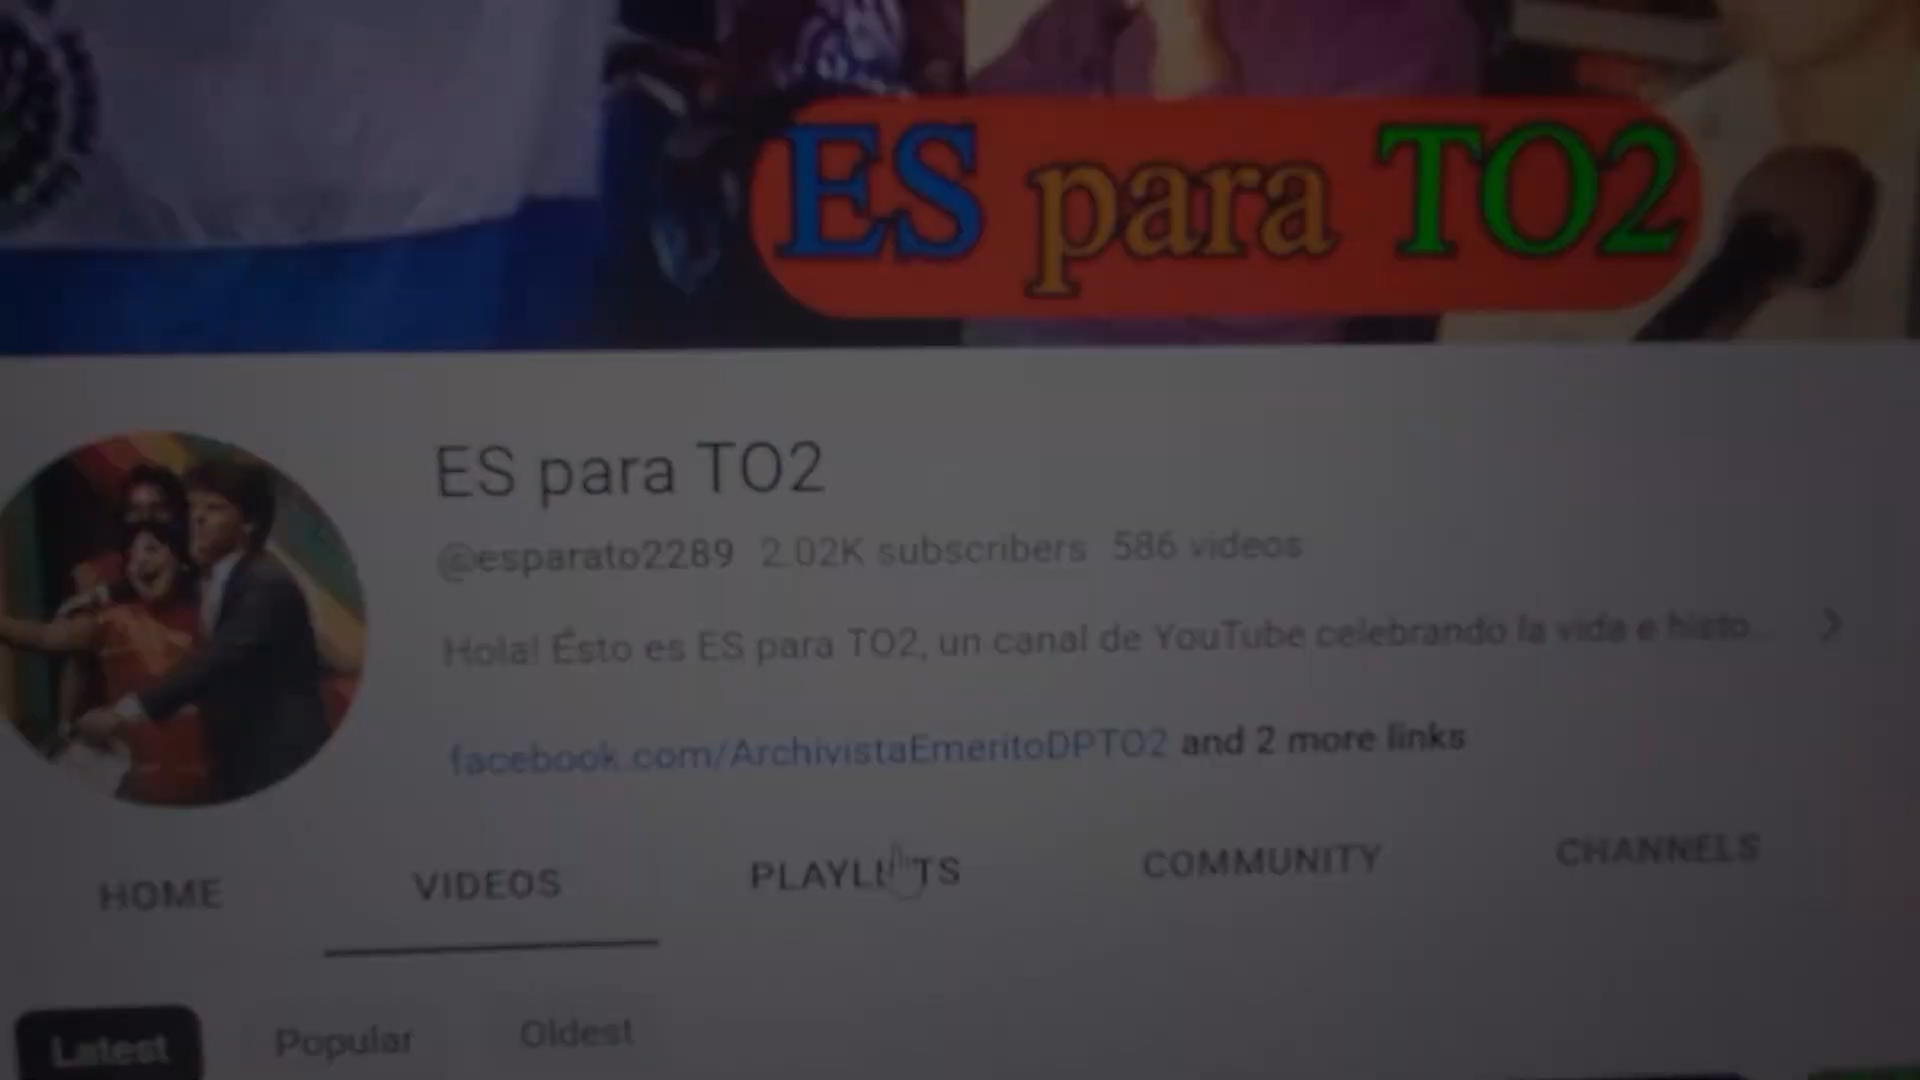 ES para TO2
ES para TO2
@esparato2289 2.02K subscribers 586 videos
Hola! Ésto es ES para TO2, un canal de YouTube celebrando la vida e histo...
facebook.com/ArchivistaEmeritoDPTO2 and 2 more links
HOME VIDEOS PLAYLISTS COMMUNITY CHANNELS
Latest Popular Oldest